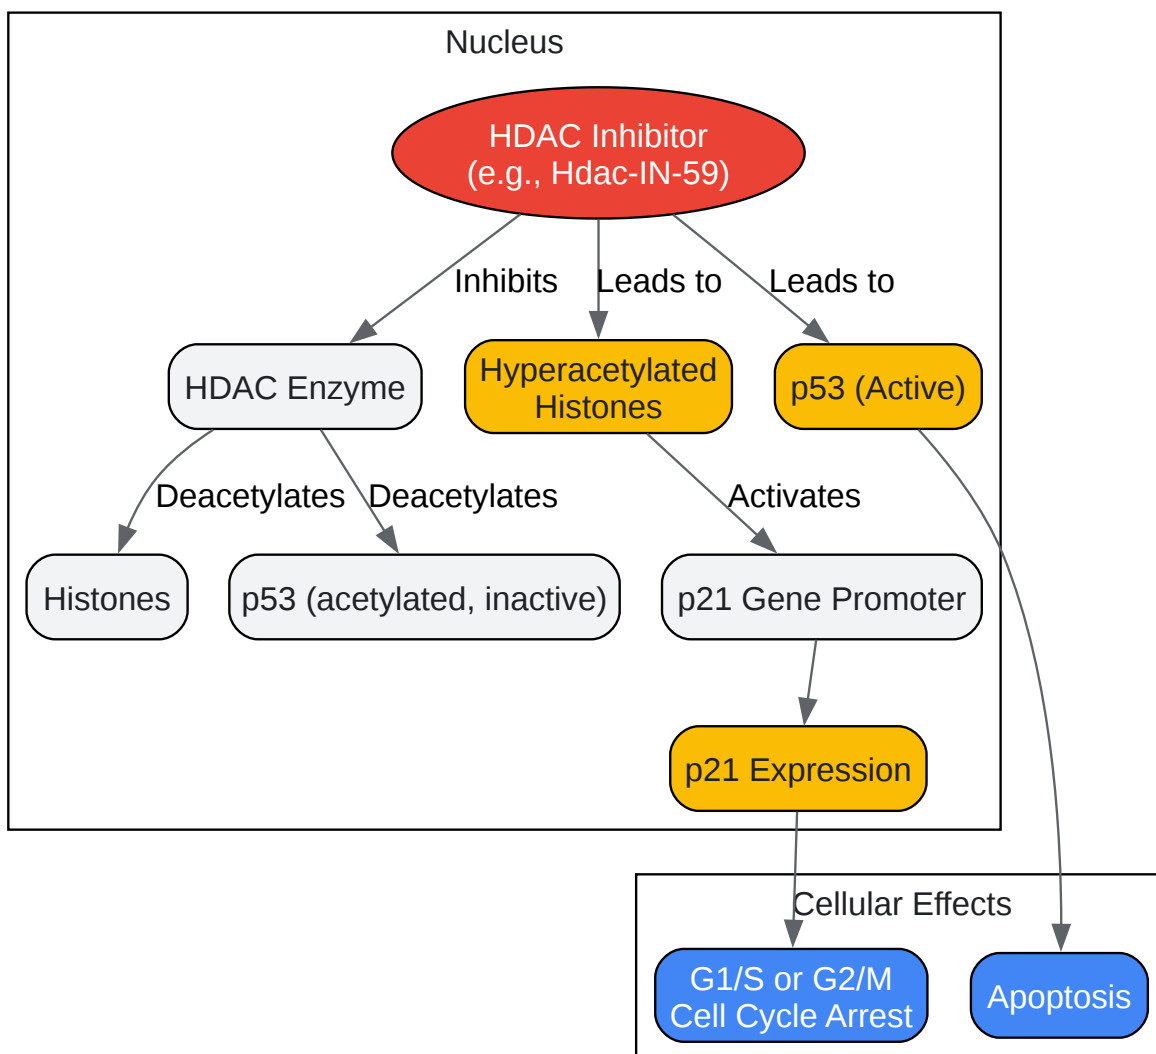 Nucleus
HDAC Inhibitor
(e.g., Hdac-IN-59)
Inhibits
Leads to
Leads to
HDAC Enzyme
Hyperacetylated
Histones
p53 (Active)
Deacetylates
Deacetylates
Activates
Histones
p53 (acetylated, inactive)
p21 Gene Promoter
p21 Expression
Cellular Effects
G1/S or G2/M
Cell Cycle Arrest
Apoptosis